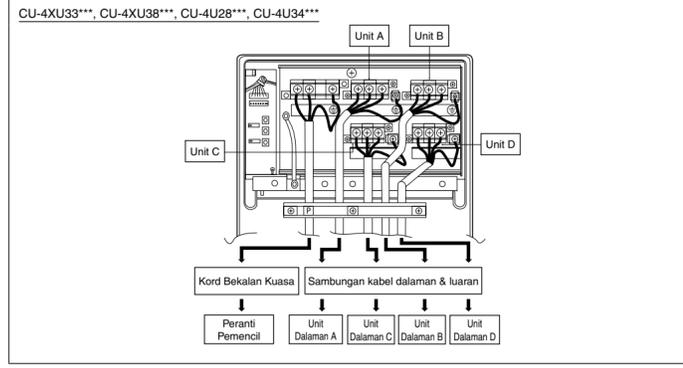 CU-4XU33***, CU-4XU38***, CU-4U28***, CU-4U34***
Unit A
Unit B
Unit C
Unit D
P
Kord Bekalan Kuasa
Sambungan kabel dalaman & luaran
Peranti
Pemencil
Unit
Dalaman A
Unit
Dalaman C
Unit
Dalaman B
Unit
Dalaman D